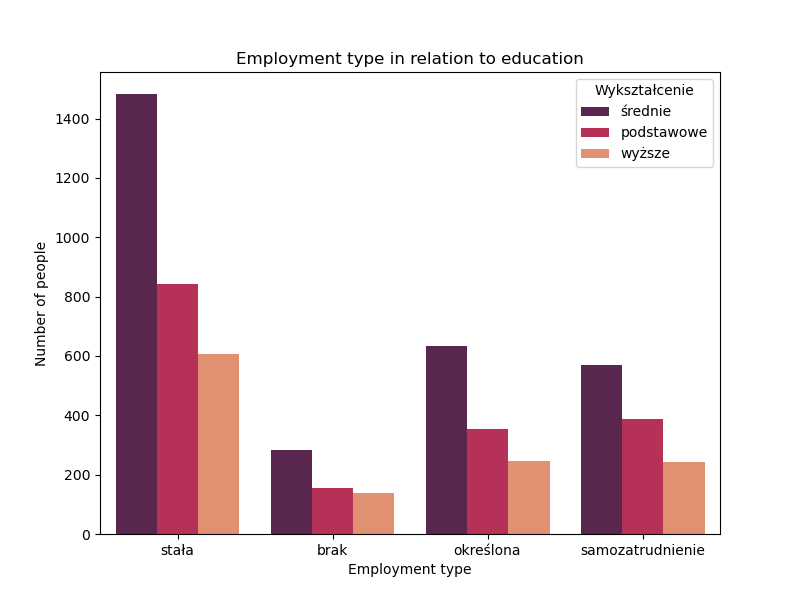 Employment type in relation to education
Wykształcenie
średnie
podstawowe
wyższe
Number of people
1400
1200
1000
800
600
400
200
0
stała
brak
określona
samozatrudnienie
Employment type